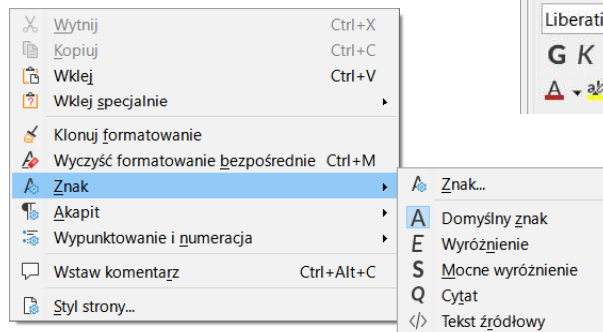 Wytnij Ctrl+X
Kopiuj Ctrl+C
Wklej Ctrl+V
Wklej specjalnie
Klonuj formatowanie
Wyczyść formatowanie bezpośrednie Ctrl+M
Znak
Akapit
Wypunktowanie i numeracja
Wstaw komentarz Ctrl+Alt+C
Styl strony...
Znak...
A Domyślny znak
E Wyróżnienie
S Mocne wyróżnienie
Q Cytat
</> Tekst źródłowy
Liberati
G K
A